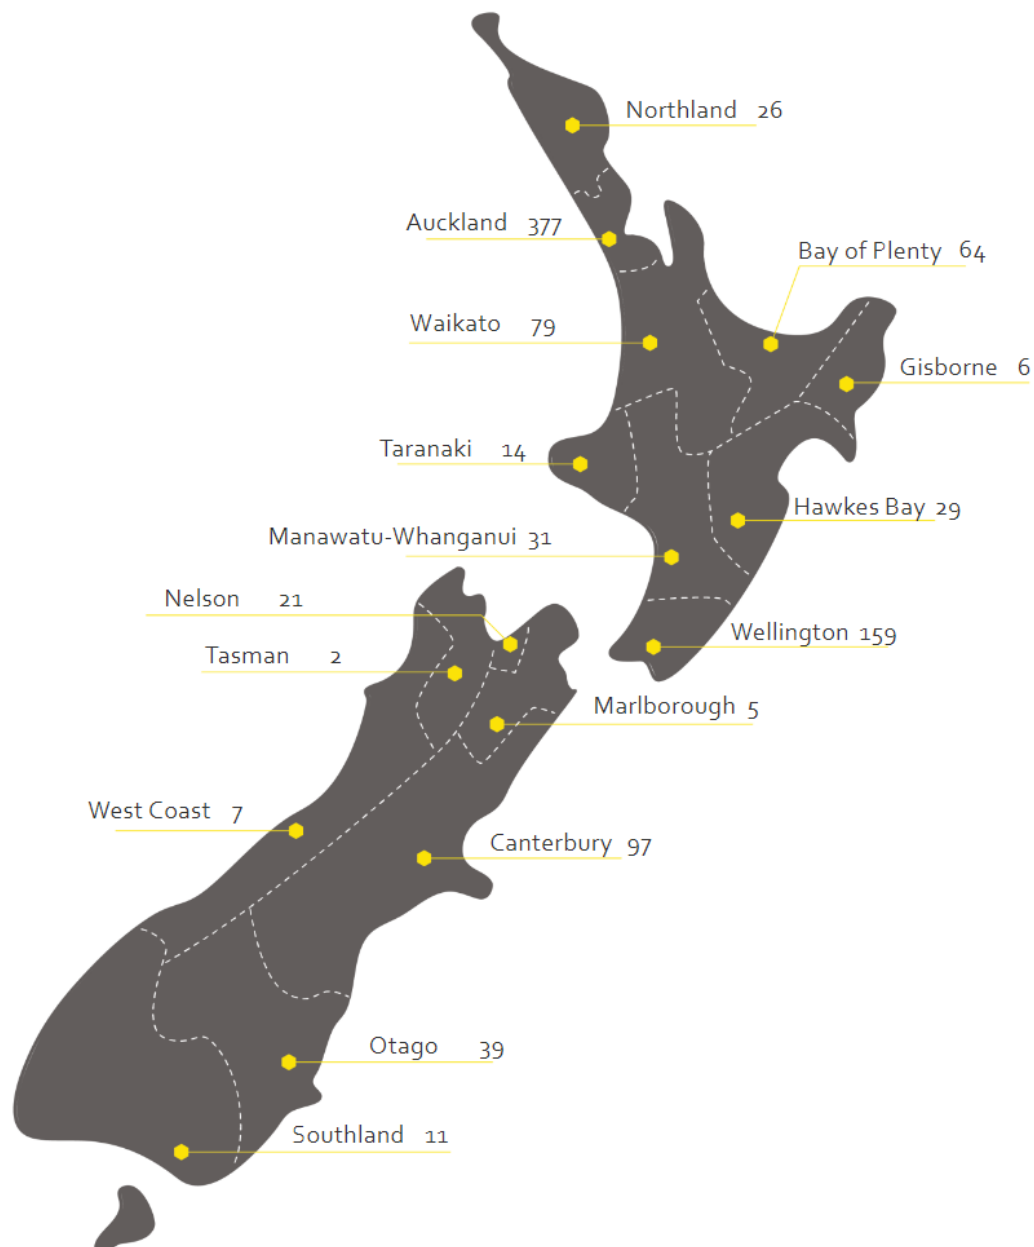 Northland 26
Auckland 377
Bay of Plenty 64
Waikato 79
Gisborne 6
Taranaki 14
Hawkes Bay 29
Manawatu-Whanganui 31
Nelson 21
Wellington 159
Tasman 2
Marlborough 5
West Coast 7
Canterbury 97
Otago 39
Southland 11